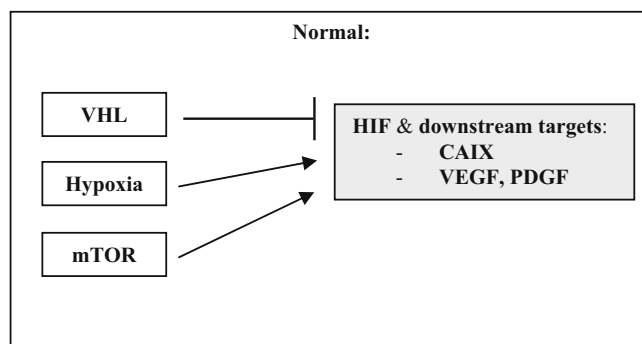 Normal:
VHL
HIF & downstream targets:
- CAIX
- VEGF, PDGF
Hypoxia
mTOR